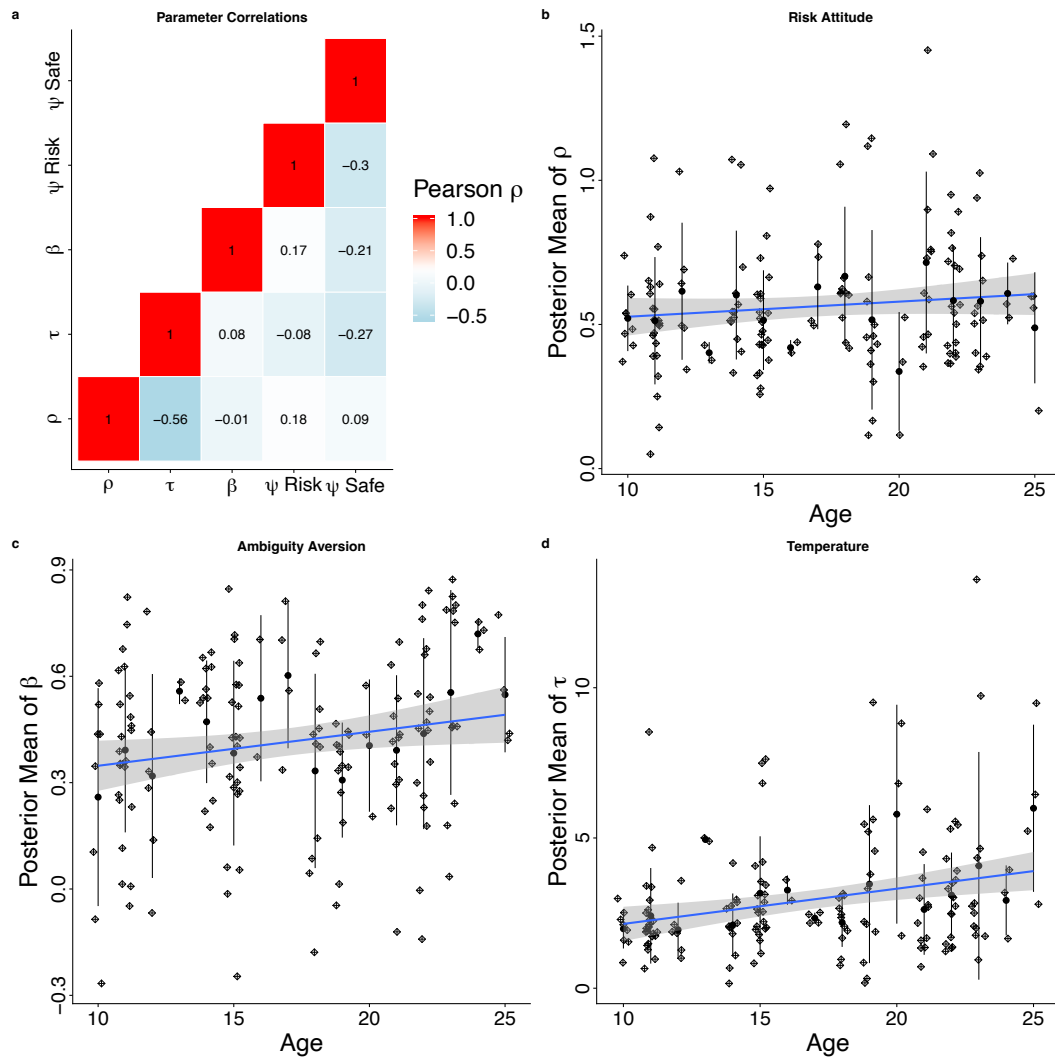 a
Parameter Correlations
ψ Safe
ψ Risk
β
τ
ρ
1
1
−0.3
1
0.17
−0.21
1
0.08
−0.08
−0.27
1
−0.56
−0.01
0.18
0.09
ρ
τ
β
ψ Risk
ψ Safe
Pearson ρ
1.0
0.5
0.0
−0.5
b
Risk Attitude
Posterior Mean of ρ
1.5
1.0
0.5
0.0
10
15
20
25
Age
c
Ambiguity Aversion
Posterior Mean of β
0.9
0.6
0.3
0.0
−0.3
10
15
20
25
Age
d
Temperature
Posterior Mean of τ
10
5
0
10
15
20
25
Age